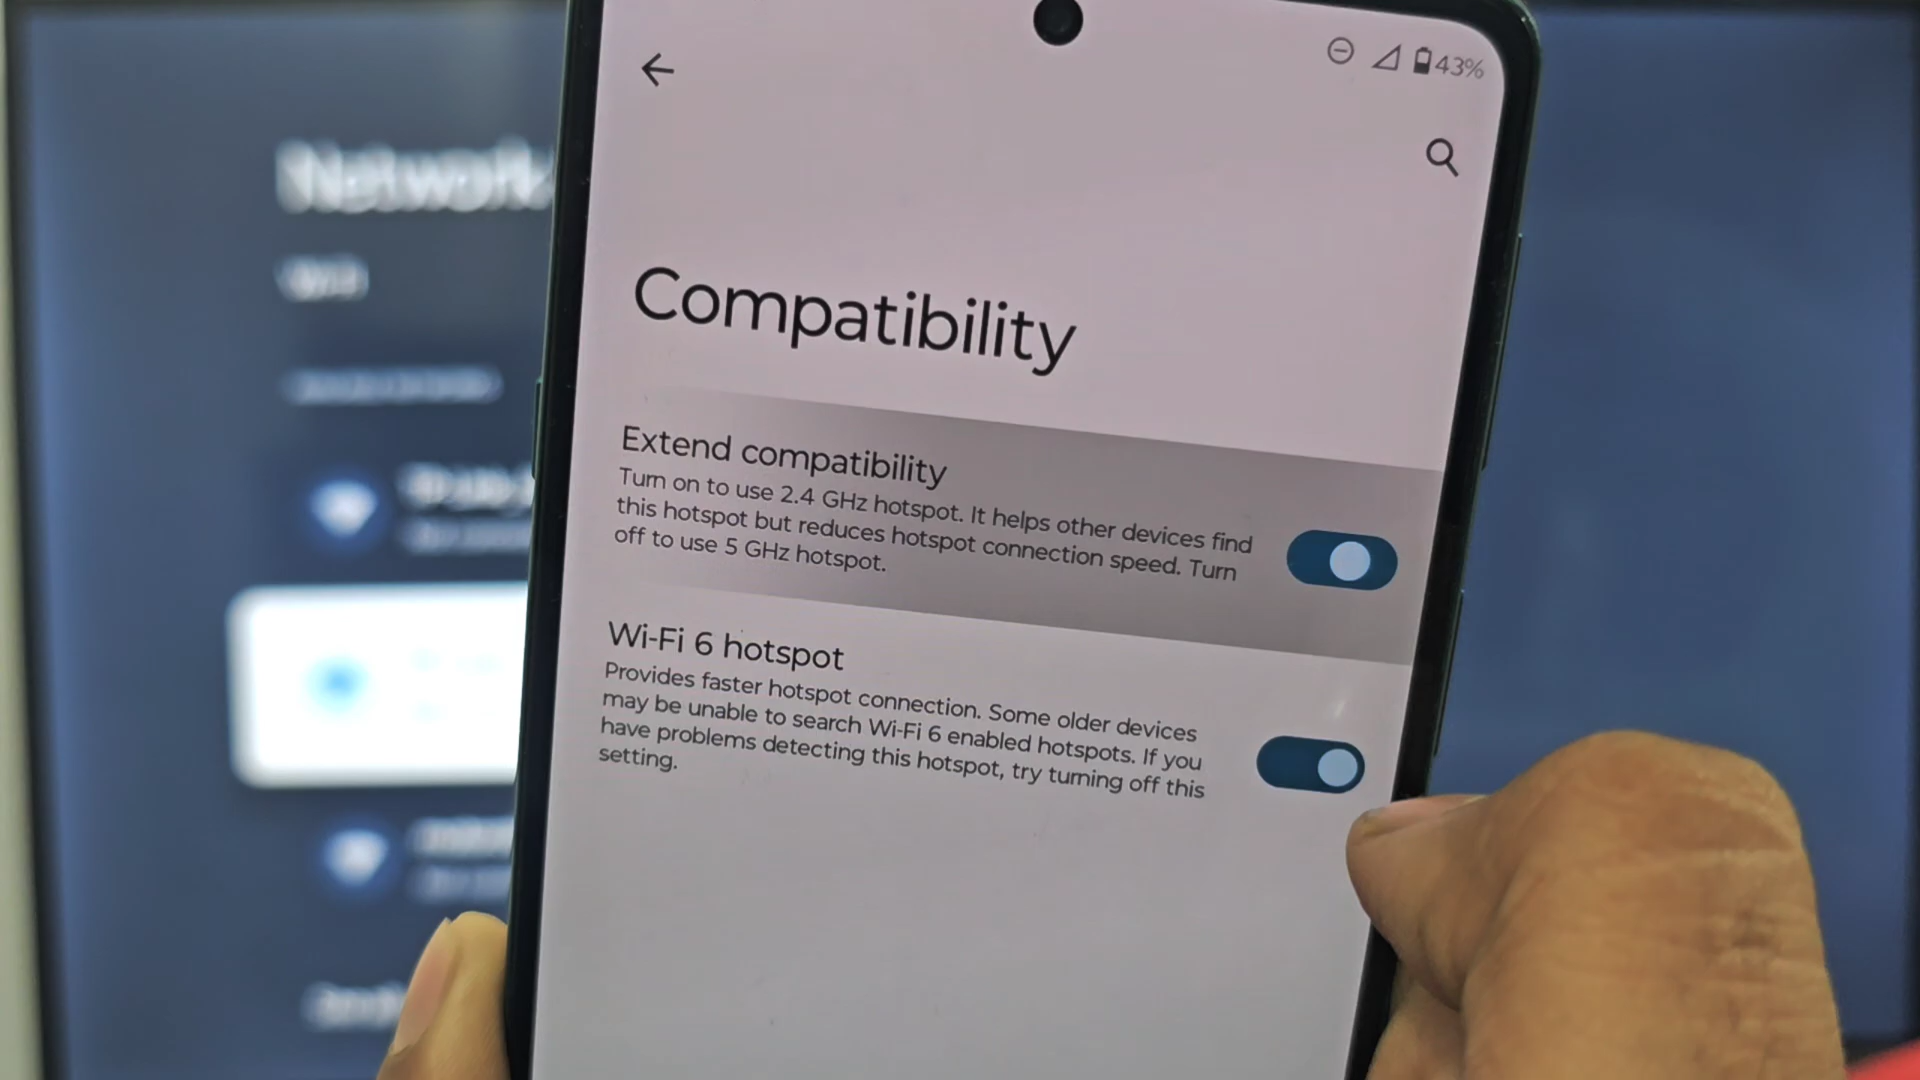 43%
Network
Compatibility
Extend compatibility
Turn on to use 2.4 GHz hotspot. It helps other devices find
this hotspot but reduces hotspot connection speed. Turn
off to use 5 GHz hotspot.
Wi-Fi 6 hotspot
Provides faster hotspot connection. Some older devices
may be unable to search Wi-Fi 6 enabled hotspots. If you
have problems detecting this hotspot, try turning off this
setting.